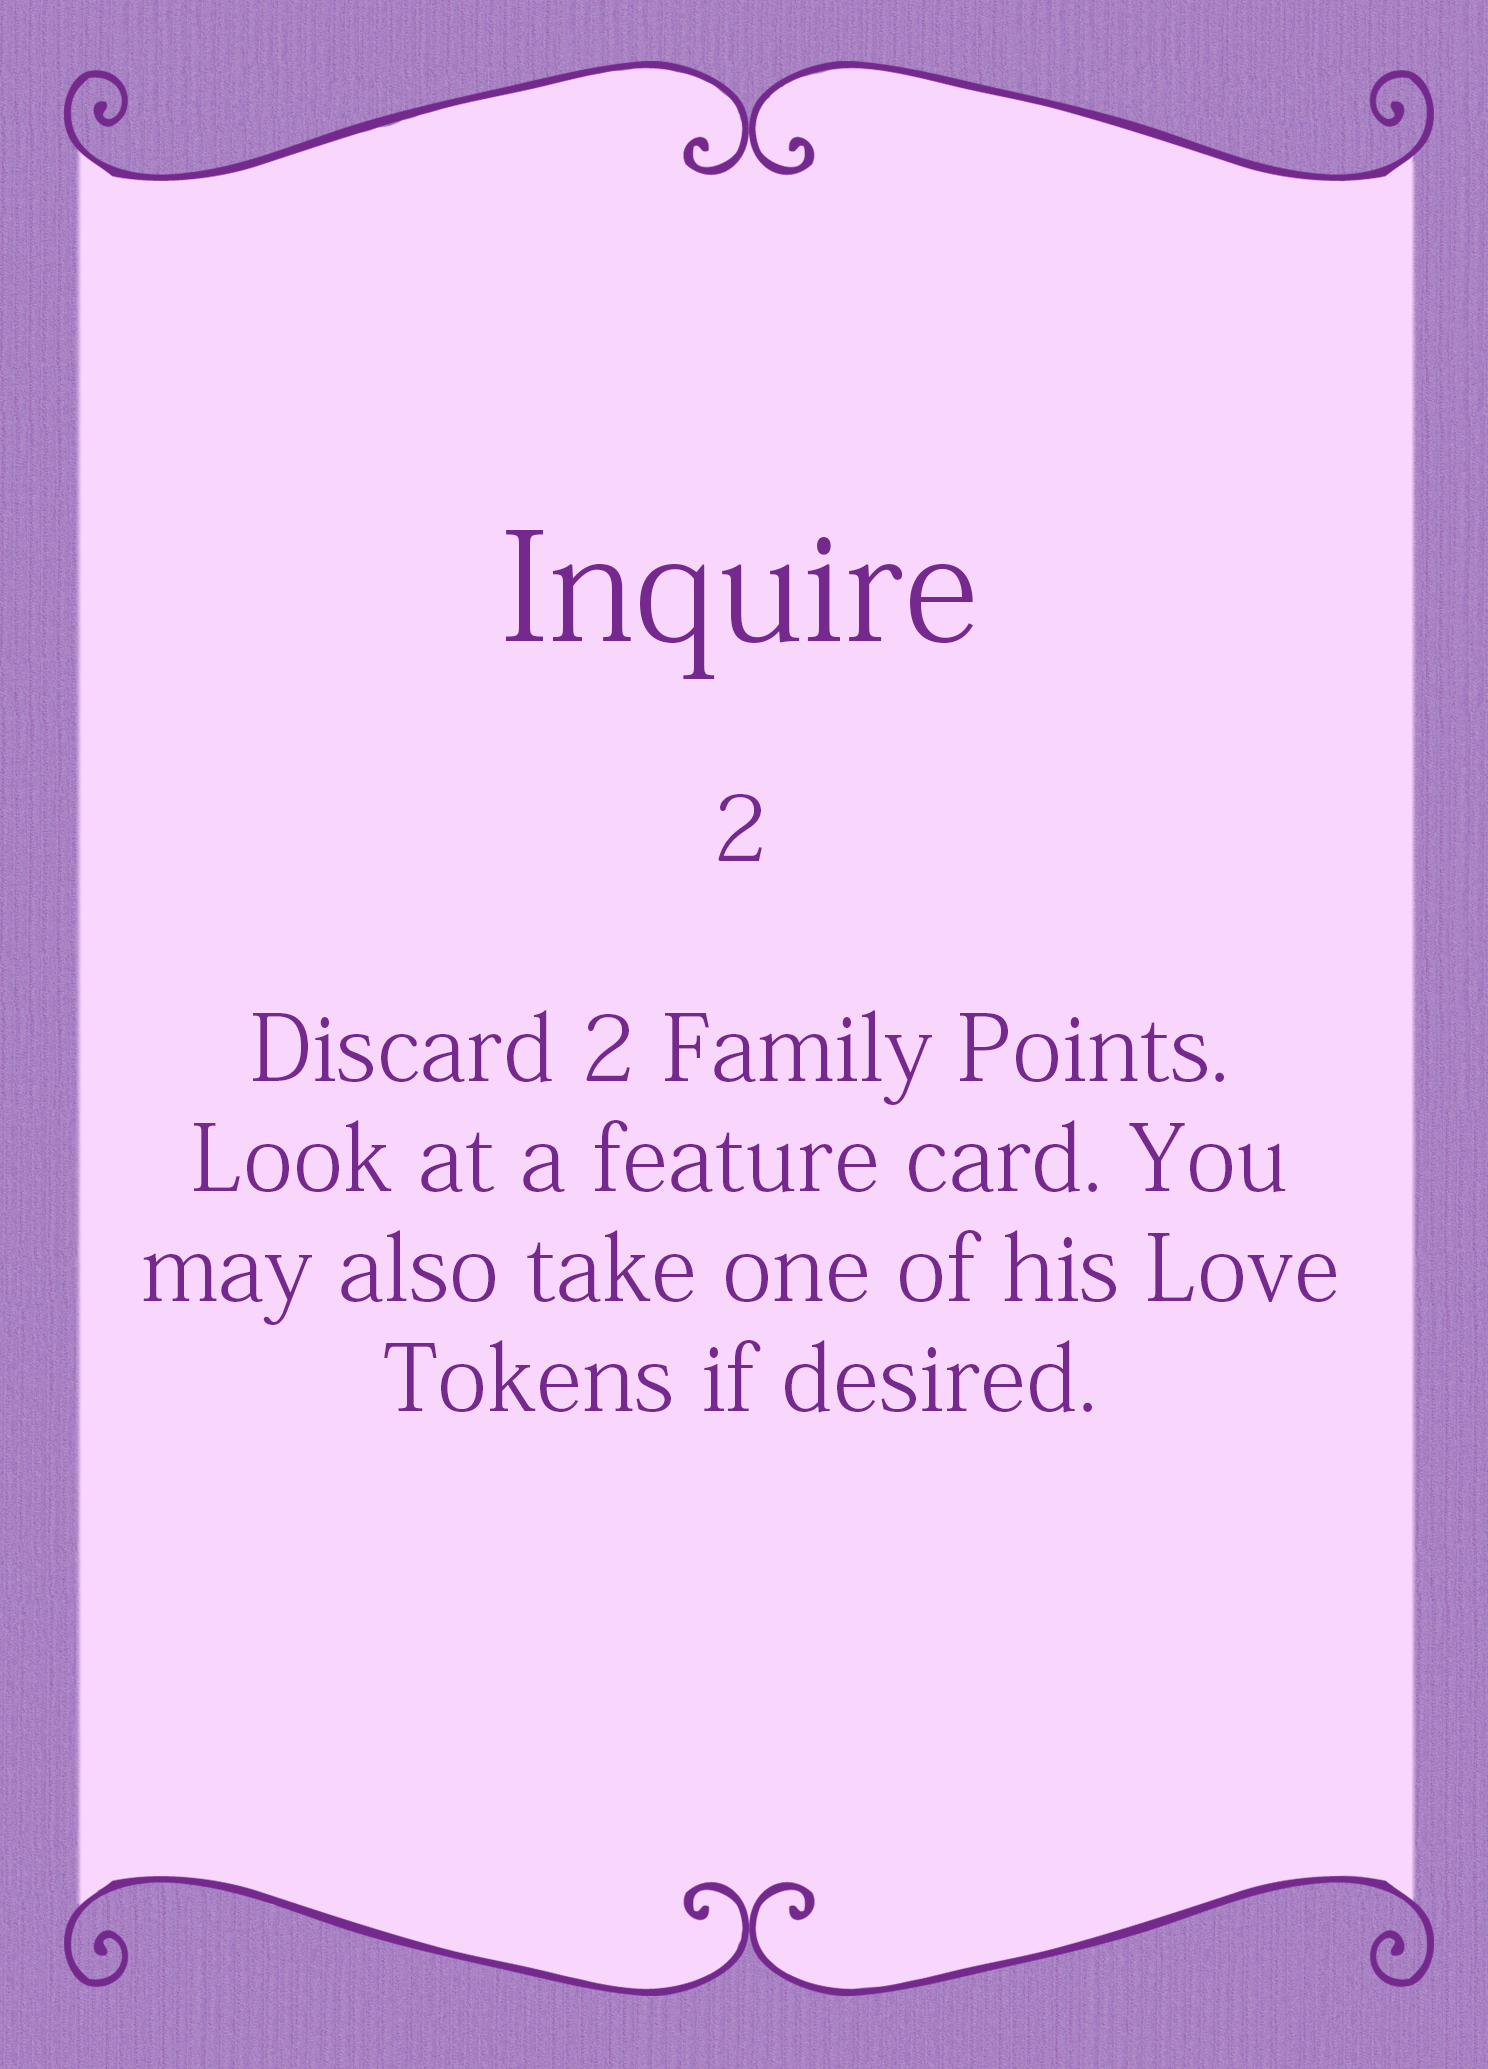 Inquire
2
Discard 2 Family Points.
Look at a feature card. You
may also take one of his Love
Tokens if desired.